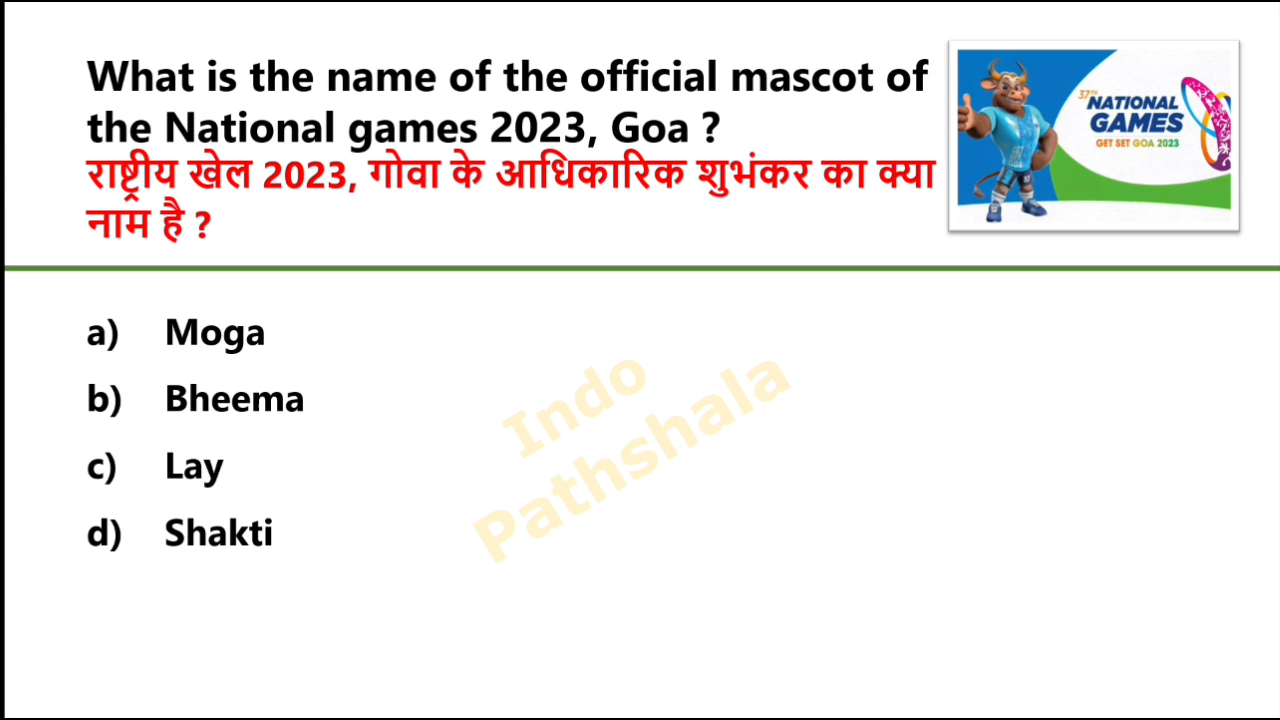 What is the name of the official mascot of
the National games 2023, Goa ?
राष्ट्रीय खेल 2023, गोवा के आधिकारिक शुभंकर का क्या
नाम है ?
37TH
NATIONAL
GAMES
GET SET GOA 2023
a) Moga
b) Bheema
c) Lay
d) Shakti
Indo
Pathshala